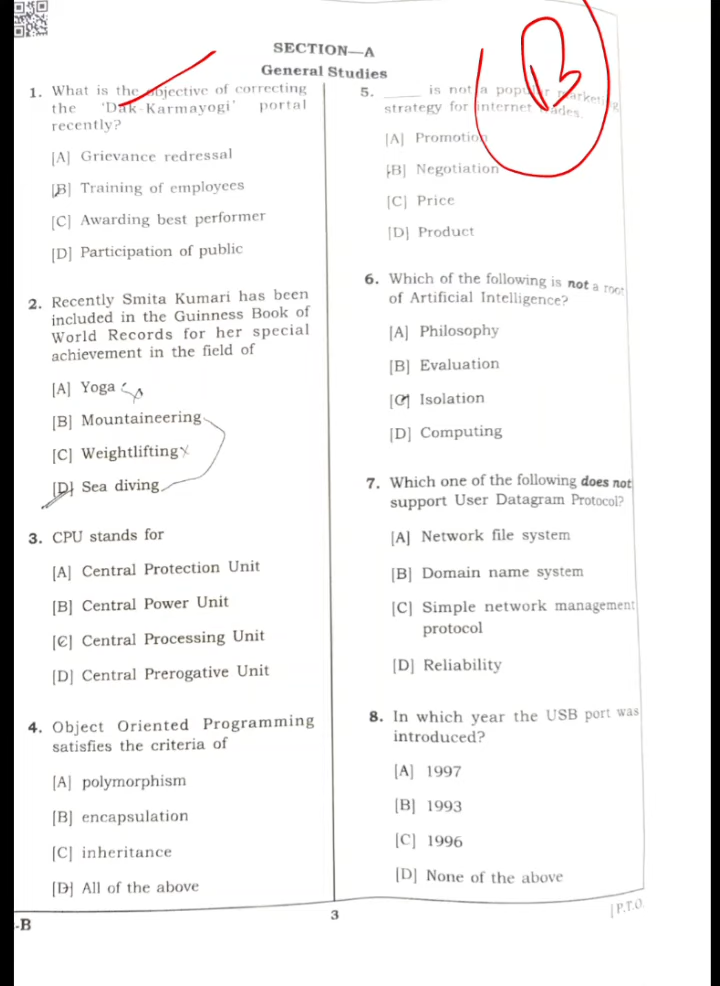 SECTION—A
General Studies
1. What is the objective of correcting
the 'Dak-Karmayogi' portal
recently?
[A] Grievance redressal
[B] Training of employees
[C] Awarding best performer
[D] Participation of public
2. Recently Smita Kumari has been
included in the Guinness Book of
World Records for her special
achievement in the field of
[A] Yoga
[B] Mountaineering
[C] Weightlifting
[D] Sea diving
3. CPU stands for
[A] Central Protection Unit
[B] Central Power Unit
[C] Central Processing Unit
[D] Central Prerogative Unit
4. Object Oriented Programming
satisfies the criteria of
[A] polymorphism
[B] encapsulation
[C] inheritance
[D] All of the above
B
5. ____ is not a popular marketing
strategy for internet
[A] Promotion
[B] Negotiation
[C] Price
[D] Product
6. Which of the following is not a root
of Artificial Intelligence?
[A] Philosophy
[B] Evaluation
[C] Isolation
[D] Computing
7. Which one of the following does not
support User Datagram Protocol?
[A] Network file system
[B] Domain name system
[C] Simple network management
protocol
[D] Reliability
8. In which year the USB port was
introduced?
[A] 1997
[B] 1993
[C] 1996
[D] None of the above
-B
3
[ P.T.O.